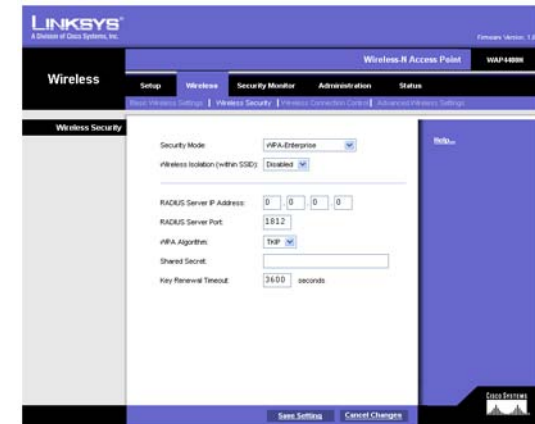 LINKSYS®
A Division of Cisco Systems, Inc.
Firmware Version: 1.0
Wireless-N Access Point
WAP4400N
Wireless
Setup
Wireless
Security Monitor
Administration
Status
Basic Wireless Settings | Wireless Security | Wireless Connection Control | Advanced Wireless Settings
Wireless Security
Security Mode: WPA-Enterprise
Help...
Wireless Isolation (within SSID): Disabled
RADIUS Server IP Address: 0 . 0 . 0 . 0
RADIUS Server Port: 1812
WPA Algorithm: TKIP
Shared Secret:
Key Renewal Timeout: 3600 seconds
Save Setting
Cancel Changes
CISCO SYSTEMS